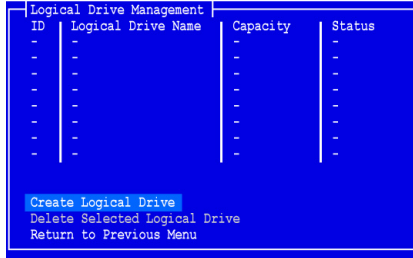 Logical Drive Management
ID Logical Drive Name Capacity Status
- - - -
- - - -
- - - -
- - - -
- - - -
- - - -
- - - -
- - - -
Create Logical Drive
Delete Selected Logical Drive
Return to Previous Menu